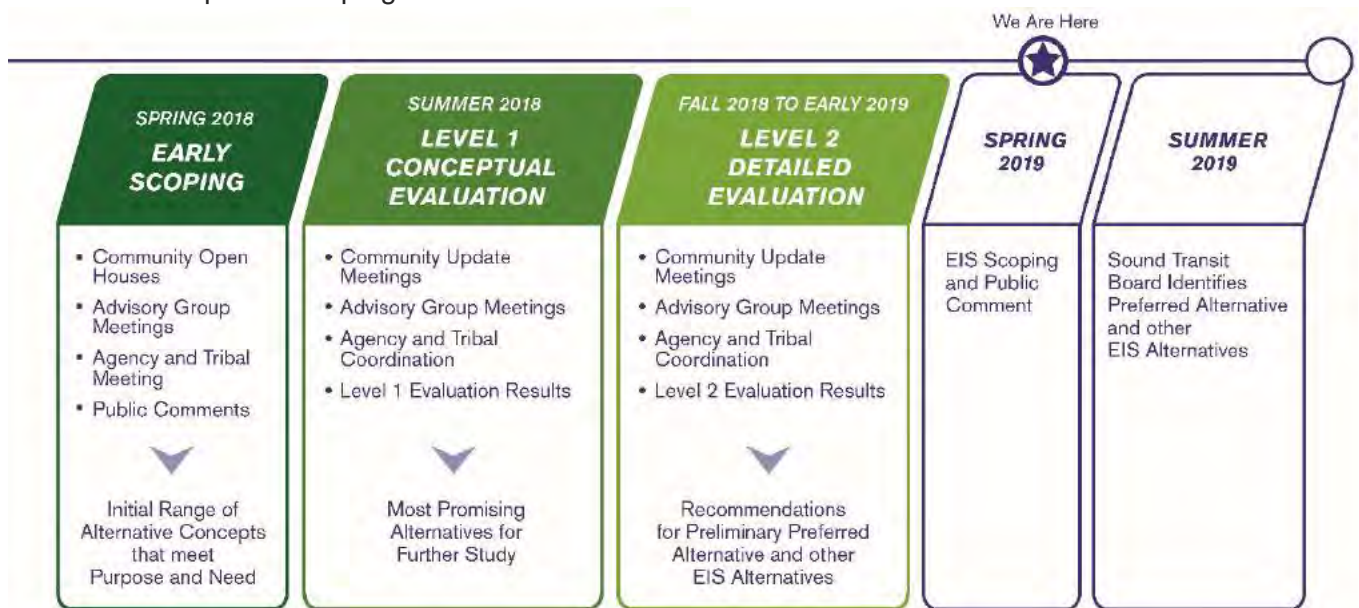 We Are Here
SPRING 2018
EARLY
SCOPING
• Community Open
Houses
• Advisory Group
Meetings
• Agency and Tribal
Meeting
• Public Comments
Initial Range of
Alternative Concepts
that meet
Purpose and Need
SUMMER 2018
LEVEL 1
CONCEPTUAL
EVALUATION
• Community Update
Meetings
• Advisory Group Meetings
• Agency and Tribal
Coordination
• Level 1 Evaluation Results
Most Promising
Alternatives for
Further Study
FALL 2018 TO EARLY 2019
LEVEL 2
DETAILED
EVALUATION
• Community Update
Meetings
• Advisory Group Meetings
• Agency and Tribal
Coordination
• Level 2 Evaluation Results
Recommendations
for Preliminary Preferred
Alternative and other
EIS Alternatives
SPRING
2019
EIS Scoping
and Public
Comment
SUMMER
2019
Sound Transit
Board Identifies
Preferred Alternative
and other
EIS Alternatives